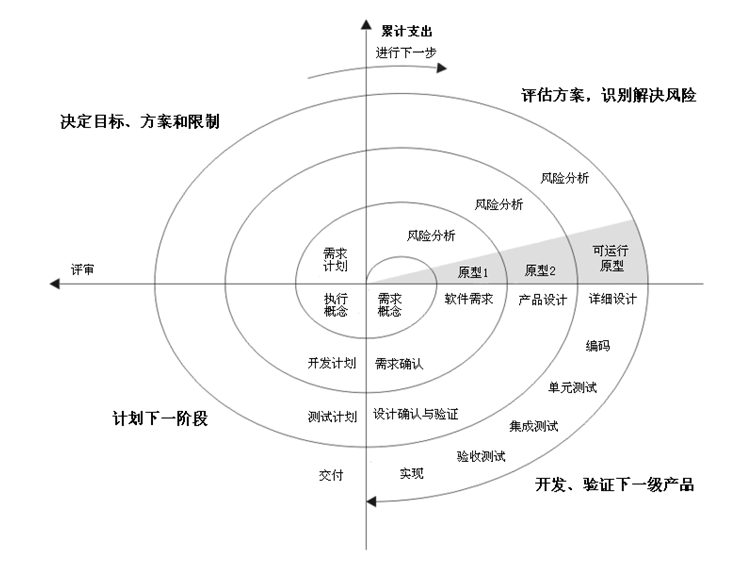 累计支出
进行下一步
评估方案，识别解决风险
决定目标、方案和限制
风险分析
风险分析
风险分析
需求
计划
可运行
原型
原型1
原型2
评审
执行
概念
需求
概念
软件需求
产品设计
详细设计
编码
开发计划
需求确认
单元测试
计划下一阶段
测试计划
设计确认与验证
集成测试
验收测试
交付
实现
开发、验证下一级产品